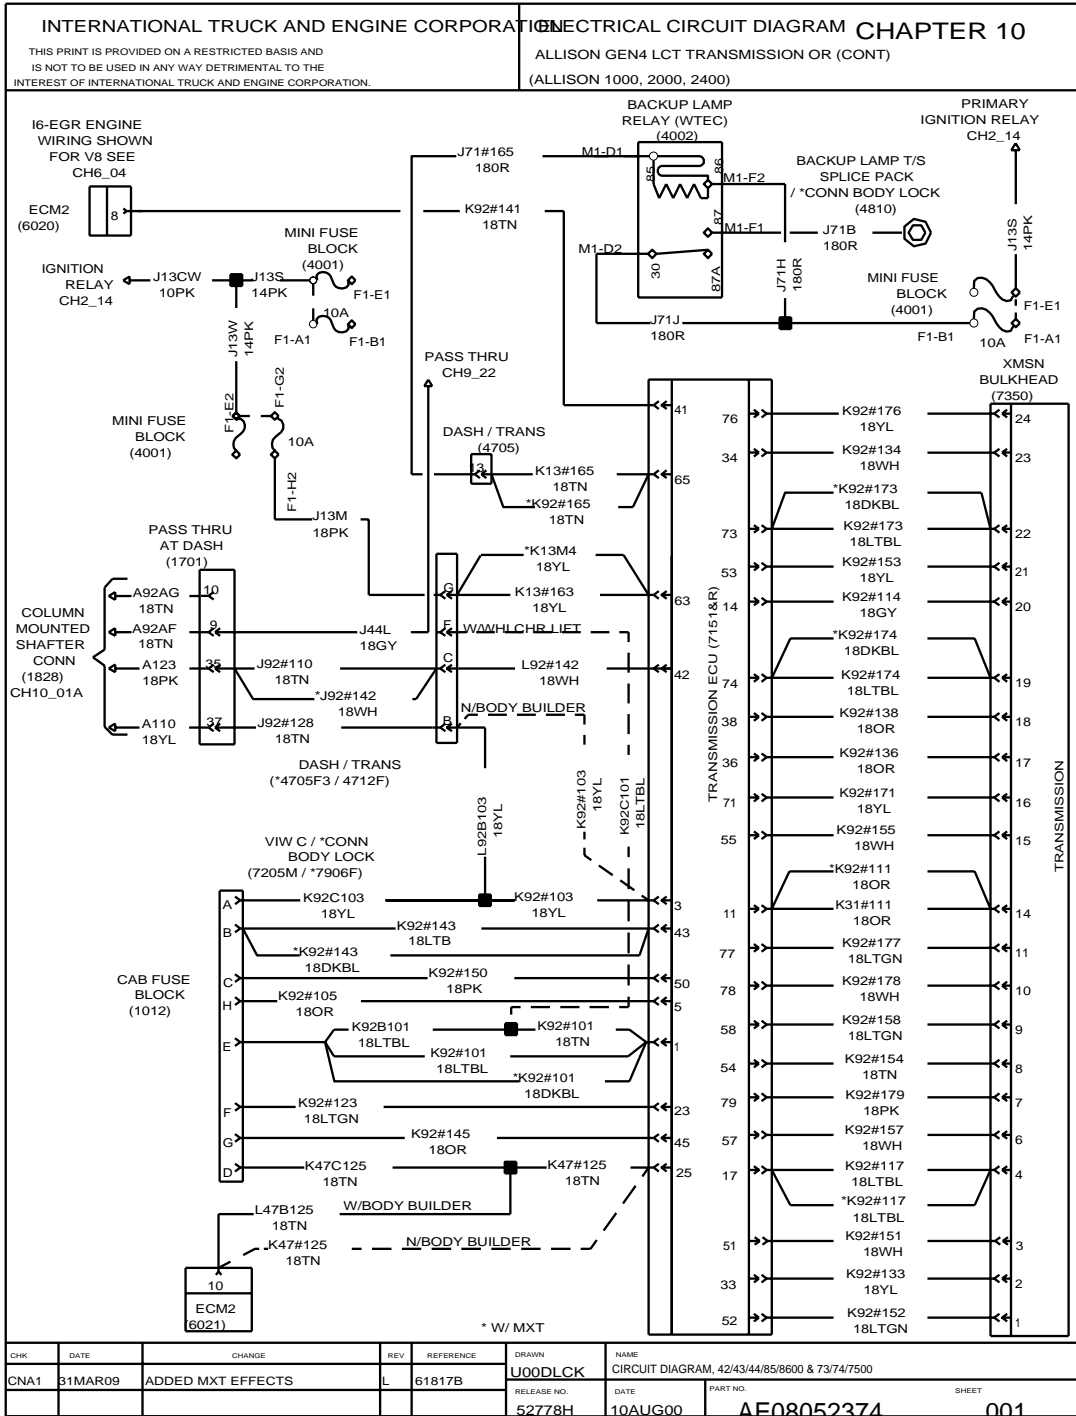 INTERNATIONAL TRUCK AND ENGINE CORPORATION
THIS PRINT IS PROVIDED ON A RESTRICTED BASIS AND
IS NOT TO BE USED IN ANY WAY DETRIMENTAL TO THE
INTEREST OF INTERNATIONAL TRUCK AND ENGINE CORPORATION.
ELECTRICAL CIRCUIT DIAGRAM CHAPTER 10
ALLISON GEN4 LCT TRANSMISSION OR (CONT)
(ALLISON 1000, 2000, 2400)
I6-EGR ENGINE
WIRING SHOWN
FOR V8 SEE
CH6_04
ECM2
(6020)
8
K92#141
18TN
J71#165
180R
BACKUP LAMP
RELAY (WTEC)
(4002)
M1-D1
85
86
M1-F2
87
M1-E1
M1-D2
30
87A
BACKUP LAMP T/S
SPLICE PACK
/ *CONN BODY LOCK
(4810)
J71B
180R
J71H
180R
J71J
180R
PRIMARY
IGNITION RELAY
CH2_14
J13S
14PK
MINI FUSE
BLOCK
(4001)
F1-E1
F1-B1
10A
F1-A1
IGNITION
RELAY
CH2_14
J13CW
10PK
J13S
14PK
MINI FUSE
BLOCK
(4001)
F1-E1
10A
F1-A1
F1-B1
J13W
14PK
F1-E2
F1-G2
MINI FUSE
BLOCK
(4001)
10A
F1-H2
J13M
18PK
PASS THRU
CH9_22
DASH / TRANS
(4705)
13
K13#165
18TN
*K92#165
18TN
PASS THRU
AT DASH
(1701)
COLUMN
MOUNTED
SHAFTER
CONN
(1828)
CH10_01A
A92AG
18TN
10
A92AF
18TN
9
J44L
18GY
A123
18PK
35
J92#110
18TN
*J92#142
18WH
A110
18YL
37
J92#128
18TN
G
F
C
B
*K13M4
18YL
K13#163
18YL
W/WHLCHR LIFT
L92#142
18WH
N/BODY BUILDER
DASH / TRANS
(*4705F3 / 4712F)
L92B103
18YL
K92#103
18YL
K92C101
18LTBL
VIW C / *CONN
BODY LOCK
(7205M / *7906F)
CAB FUSE
BLOCK
(1012)
A
K92C103
18YL
K92#103
18YL
3
B
K92#143
18LTB
*K92#143
18DKBL
43
C
K92#150
18PK
50
H
K92#105
18OR
5
E
K92B101
18LTBL
K92#101
18TN
K92#101
18LTBL
*K92#101
18DKBL
1
F
K92#123
18LTGN
23
G
K92#145
18OR
45
D
K47C125
18TN
K47#125
18TN
25
L47B125
18TN
W/BODY BUILDER
K47#125
18TN
N/BODY BUILDER
10
ECM2
(6021)
* W/ MXT
41
65
63
42
TRANSMISSION ECU (7151&R)
XMSN
BULKHEAD
(7350)
TRANSMISSION
76
K92#176
18YL
24
34
K92#134
18WH
23
*K92#173
18DKBL
73
K92#173
18LTBL
22
53
K92#153
18YL
21
14
K92#114
18GY
20
*K92#174
18DKBL
74
K92#174
18LTBL
19
38
K92#138
18OR
18
36
K92#136
18OR
17
71
K92#171
18YL
16
55
K92#155
18WH
15
*K92#111
18OR
11
K31#111
18OR
14
77
K92#177
18LTGN
11
78
K92#178
18WH
10
58
K92#158
18LTGN
9
54
K92#154
18TN
8
79
K92#179
18PK
7
57
K92#157
18WH
6
17
K92#117
18LTBL
4
*K92#117
18LTBL
51
K92#151
18WH
3
33
K92#133
18YL
2
52
K92#152
18LTGN
1
CHK DATE CHANGE REV REFERENCE
CNA1 31MAR09 ADDED MXT EFFECTS L 61817B
DRAWN
U00DLCK
NAME
CIRCUIT DIAGRAM, 42/43/44/85/8600 & 73/74/7500
RELEASE NO.
52778H
DATE
10AUG00
PART NO.
AE08052374
SHEET
001